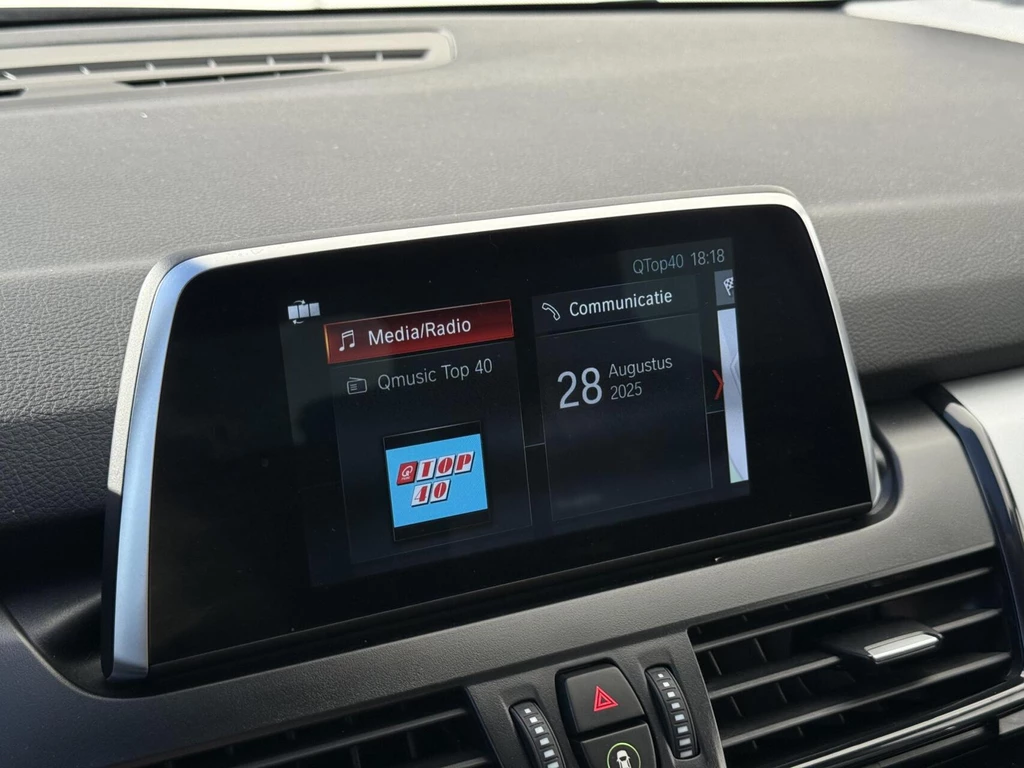 QTop40 18:18
Media/Radio
Communicatie
Qmusic Top 40
28
Augustus
2025
Q TOP
40